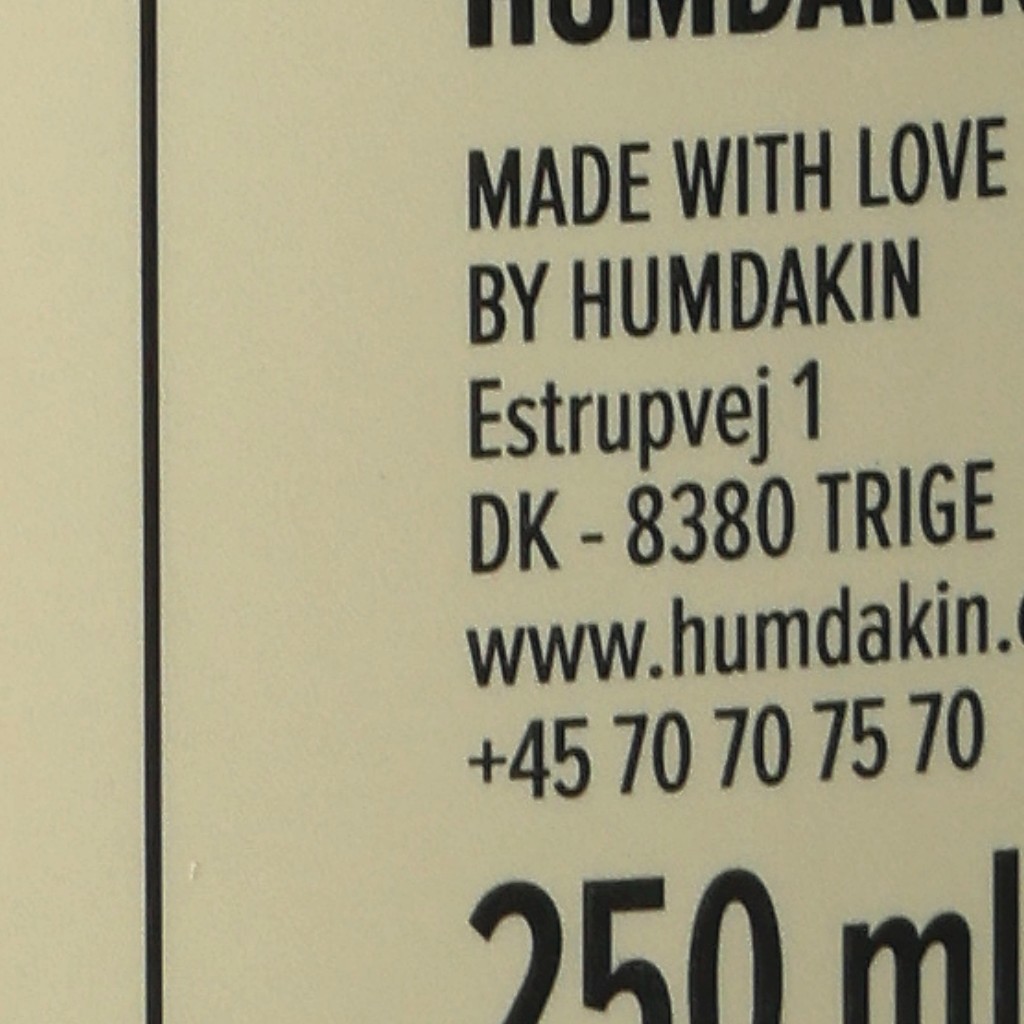 HUMDAKIN
MADE WITH LOVE
BY HUMDAKIN
Estrupvej 1
DK - 8380 TRIGE
www.humdakin.
+45 70 70 75 70
250 ml